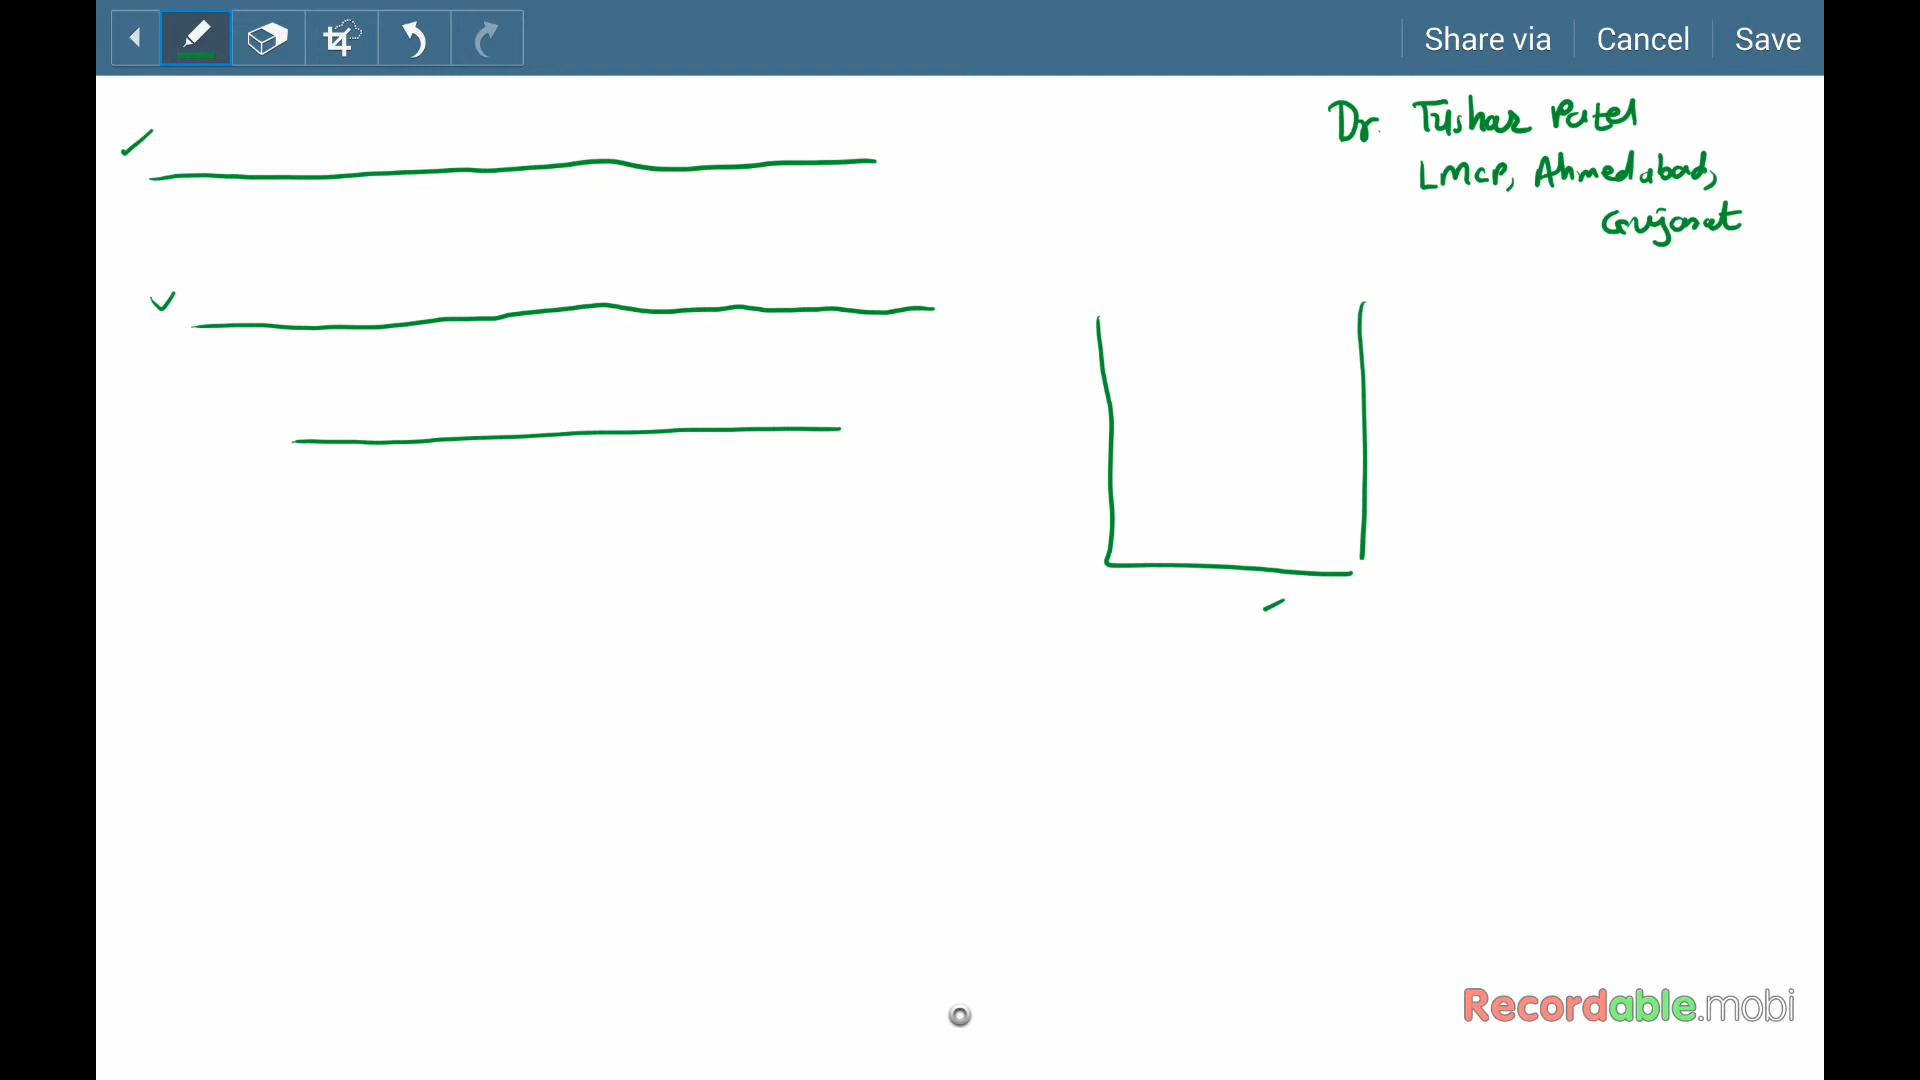 Share via Cancel Save
Dr. Tushar Patel
LMCP, Ahmedabad,
Gujarat
Recordable.mobi